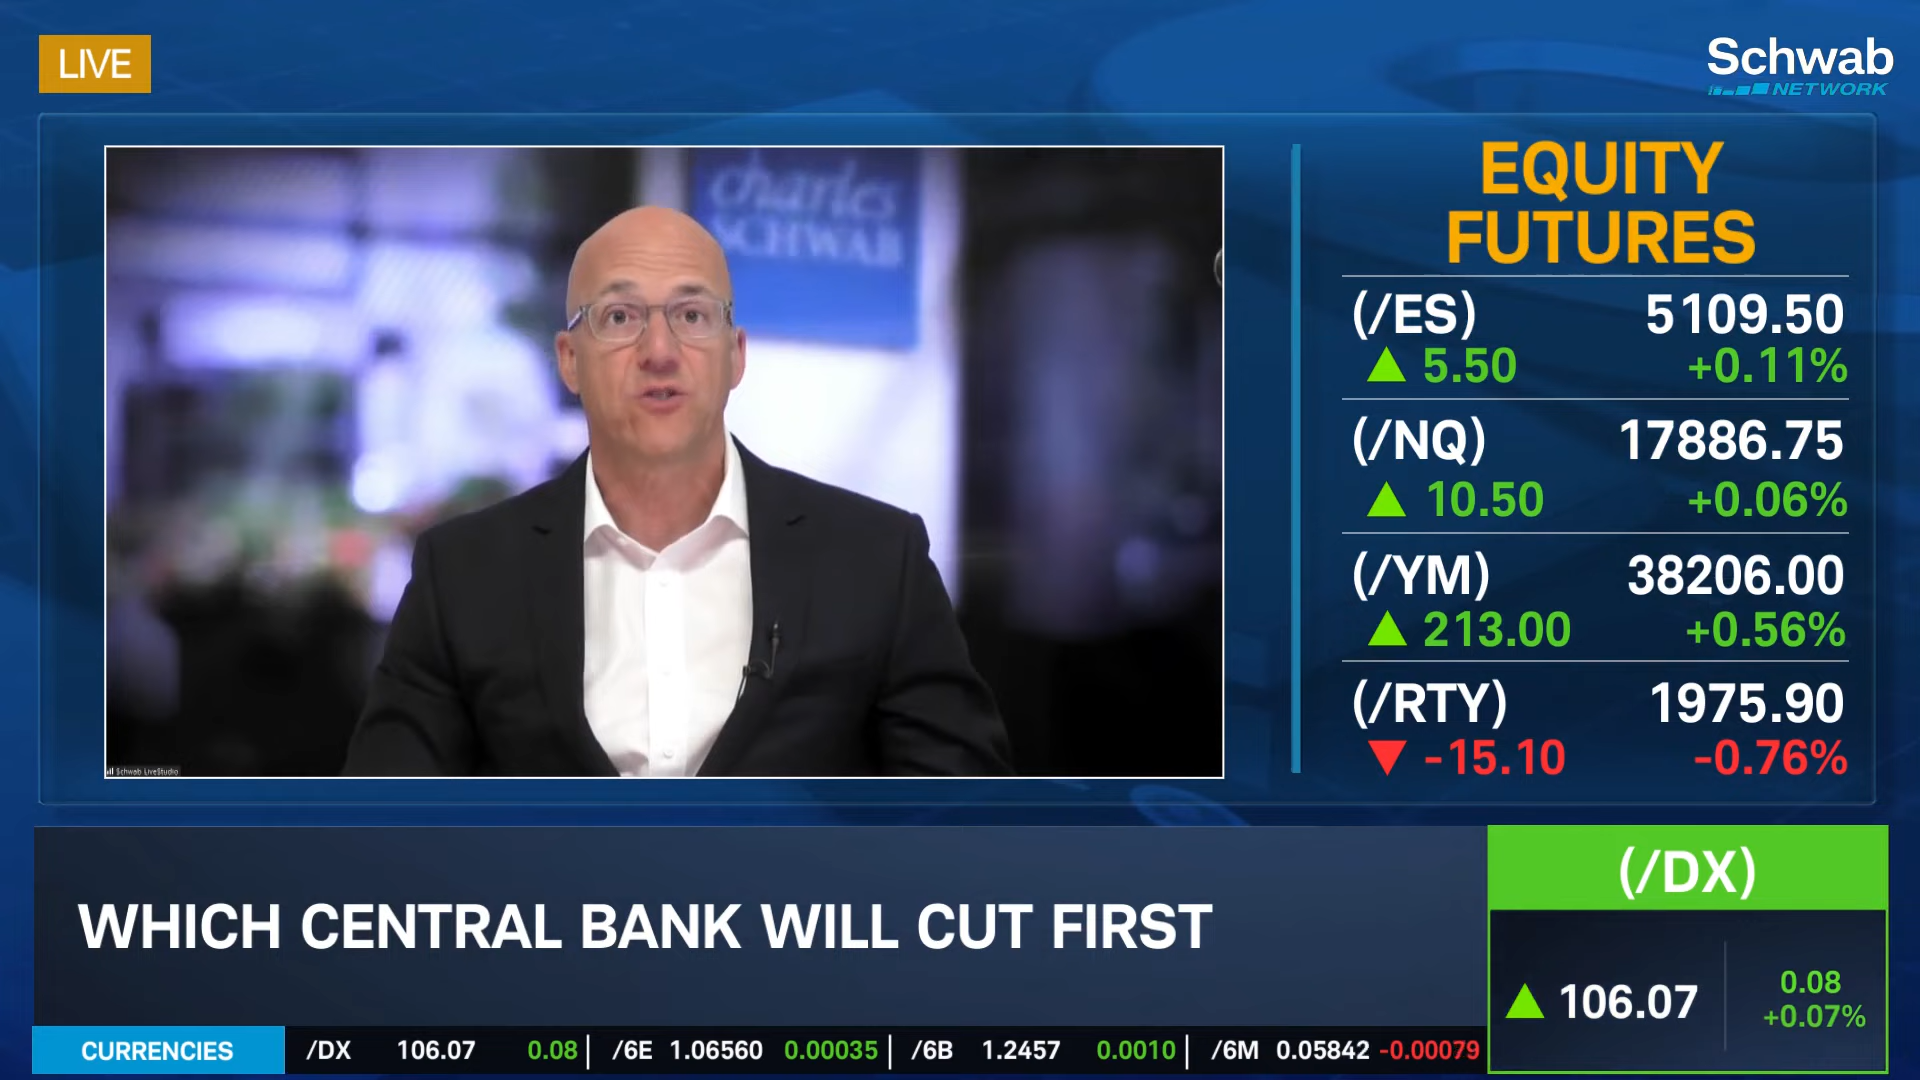 LIVE
Schwab
NETWORK
charles
SCHWAB
Schwab LiveStudio
EQUITY
FUTURES
(/ES) 5109.50
▲ 5.50 +0.11%
(/NQ) 17886.75
▲ 10.50 +0.06%
(/YM) 38206.00
▲ 213.00 +0.56%
(/RTY) 1975.90
▼ -15.10 -0.76%
WHICH CENTRAL BANK WILL CUT FIRST
(/DX)
▲ 106.07
0.08
+0.07%
CURRENCIES /DX 106.07 0.08 | /6E 1.06560 0.00035 | /6B 1.2457 0.0010 | /6M 0.05842 -0.00079